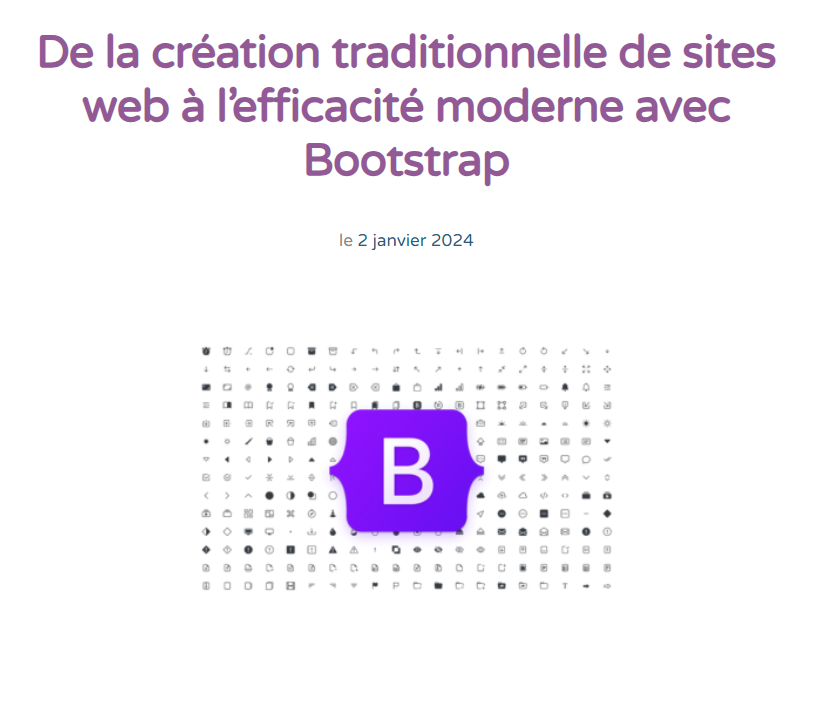 De la création traditionnelle de sites
web à l’efficacité moderne avec
Bootstrap
le 2 janvier 2024
B